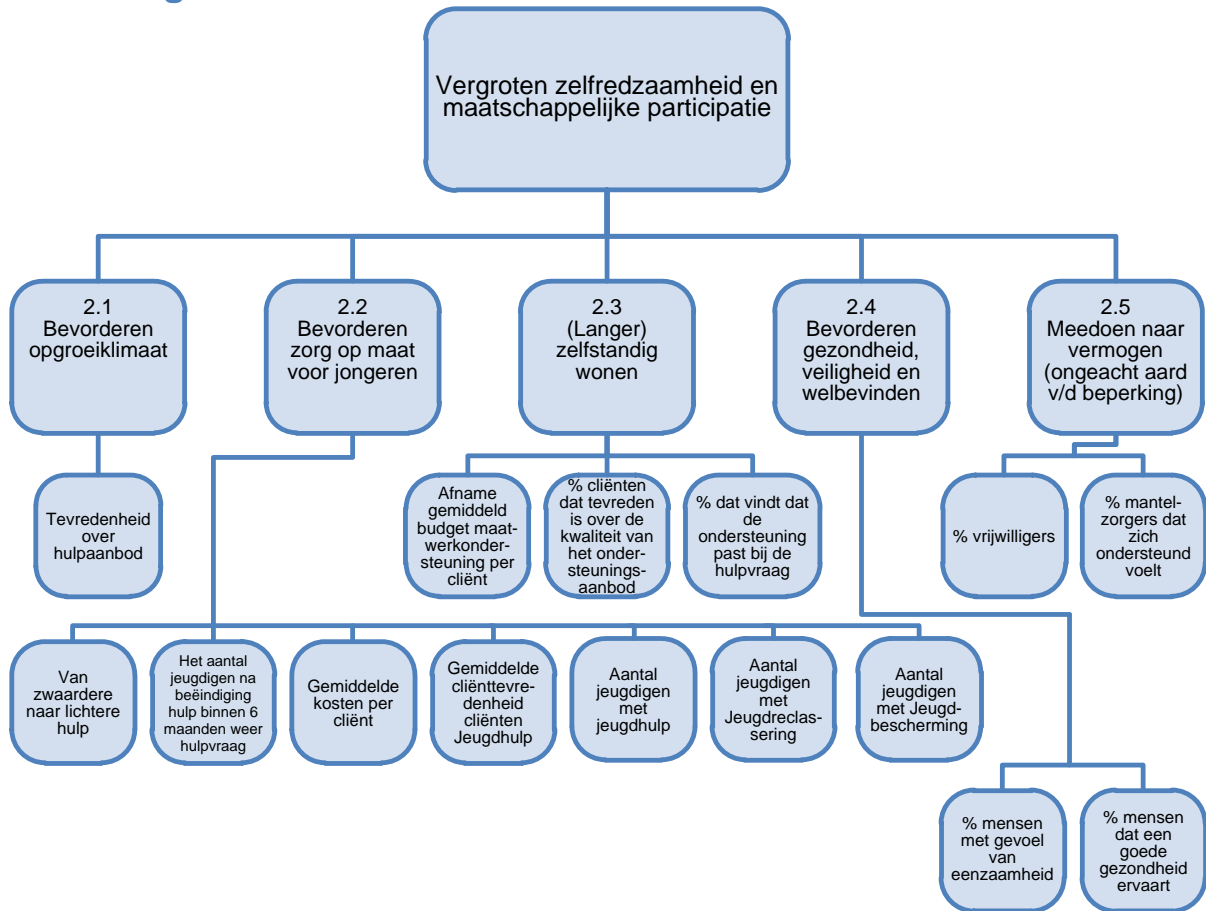 Vergroten zelfredzaamheid en
maatschappelijke participatie
2.1
Bevorderen
opgroeiklimaat
2.2
Bevorderen
zorg op maat
voor jongeren
2.3
(Langer)
zelfstandig
wonen
2.4
Bevorderen
gezondheid,
veiligheid en
welbevinden
2.5
Meedoen naar
vermogen
(ongeacht aard
v/d beperking)
Tevredenheid
over
hulpaanbod
Afname
gemiddeld
budget maat-
werkonder-
steuning per
cliënt
% cliënten
dat tevreden
is over de
kwaliteit van
het onder-
steunings-
aanbod
% dat vindt dat
de
ondersteuning
past bij de
hulpvraag
% vrijwilligers
% mantel-
zorgers dat
zich
ondersteund
voelt
Van
zwaardere
naar lichtere
hulp
Het aantal
jeugdigen na
beëindiging
hulp binnen 6
maanden weer
hulpvraag
Gemiddelde
kosten per
cliënt
Gemiddelde
cliënttevre-
denheid
cliënten
Jeugdhulp
Aantal
jeugdigen
met
jeugdhulp
Aantal
jeugdigen
met
Jeugdreclas-
sering
Aantal
jeugdigen
met Jeugd-
bescherming
% mensen
met gevoel
van
eenzaamheid
% mensen
dat een
goede
gezondheid
ervaart